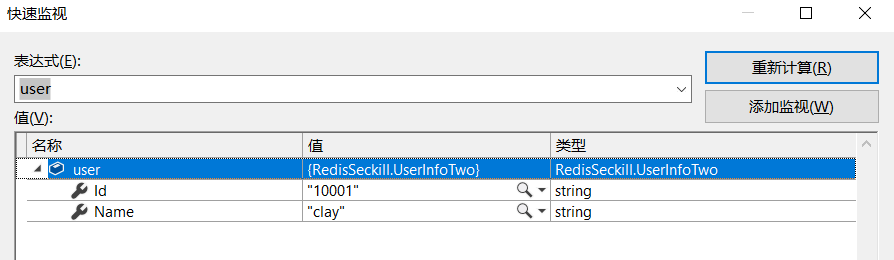 快速监视
表达式(E):
user
重新计算(R)
添加监视(W)
值(V):
名称 值 类型
user {RedisSeckill.UserInfoTwo} RedisSeckill.UserInfoTwo
Id "10001" string
Name "clay" string